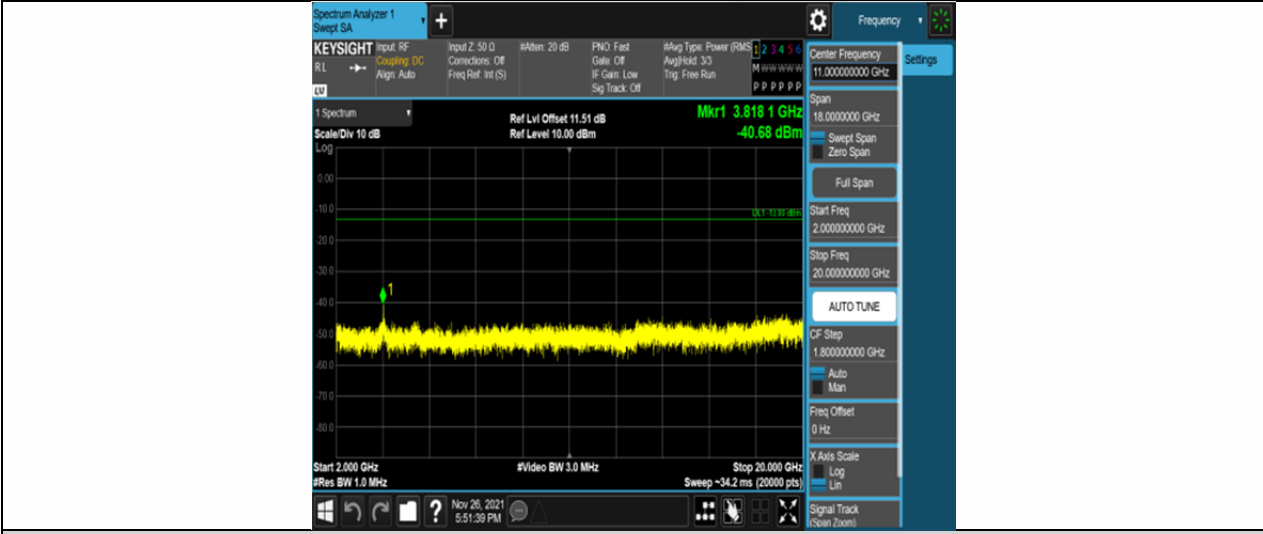 Spectrum Analyzer 1
Swept SA
+
Frequency
KEYSIGHT
RL
LV
Input: RF
Coupling: DC
Align: Auto
Input Z: 50 Ω
Corrections: Off
Freq Ref: Int (S)
#Atten: 20 dB
PNO: Fast
Gate: Off
IF Gain: Low
Sig Track: Off
#Avg Type: Power (RMS
Avg|Hold: 3/3
Trig: Free Run
1 2 3 4 5 6
M W W W W W
P P P P P P
Center Frequency
11.000000000 GHz
Settings
Span
18.0000000 GHz
Swept Span
Zero Span
Full Span
Start Freq
2.000000000 GHz
Stop Freq
20.000000000 GHz
AUTO TUNE
CF Step
1.800000000 GHz
Auto
Man
Freq Offset
0 Hz
X Axis Scale
Log
Lin
Signal Track
(Span Zoom)
1 Spectrum
Scale/Div 10 dB
Ref Lvl Offset 11.51 dB
Ref Level 10.00 dBm
Mkr1 3.818 1 GHz
-40.68 dBm
Log
0.00
-10.0
DL1 -13.00 dBm
-20.0
-30.0
1
-40.0
-50.0
-60.0
-70.0
-80.0
Start 2.000 GHz
#Res BW 1.0 MHz
#Video BW 3.0 MHz
Stop 20.000 GHz
Sweep ~34.2 ms (20000 pts)
?
Nov 26, 2021
5:51:39 PM